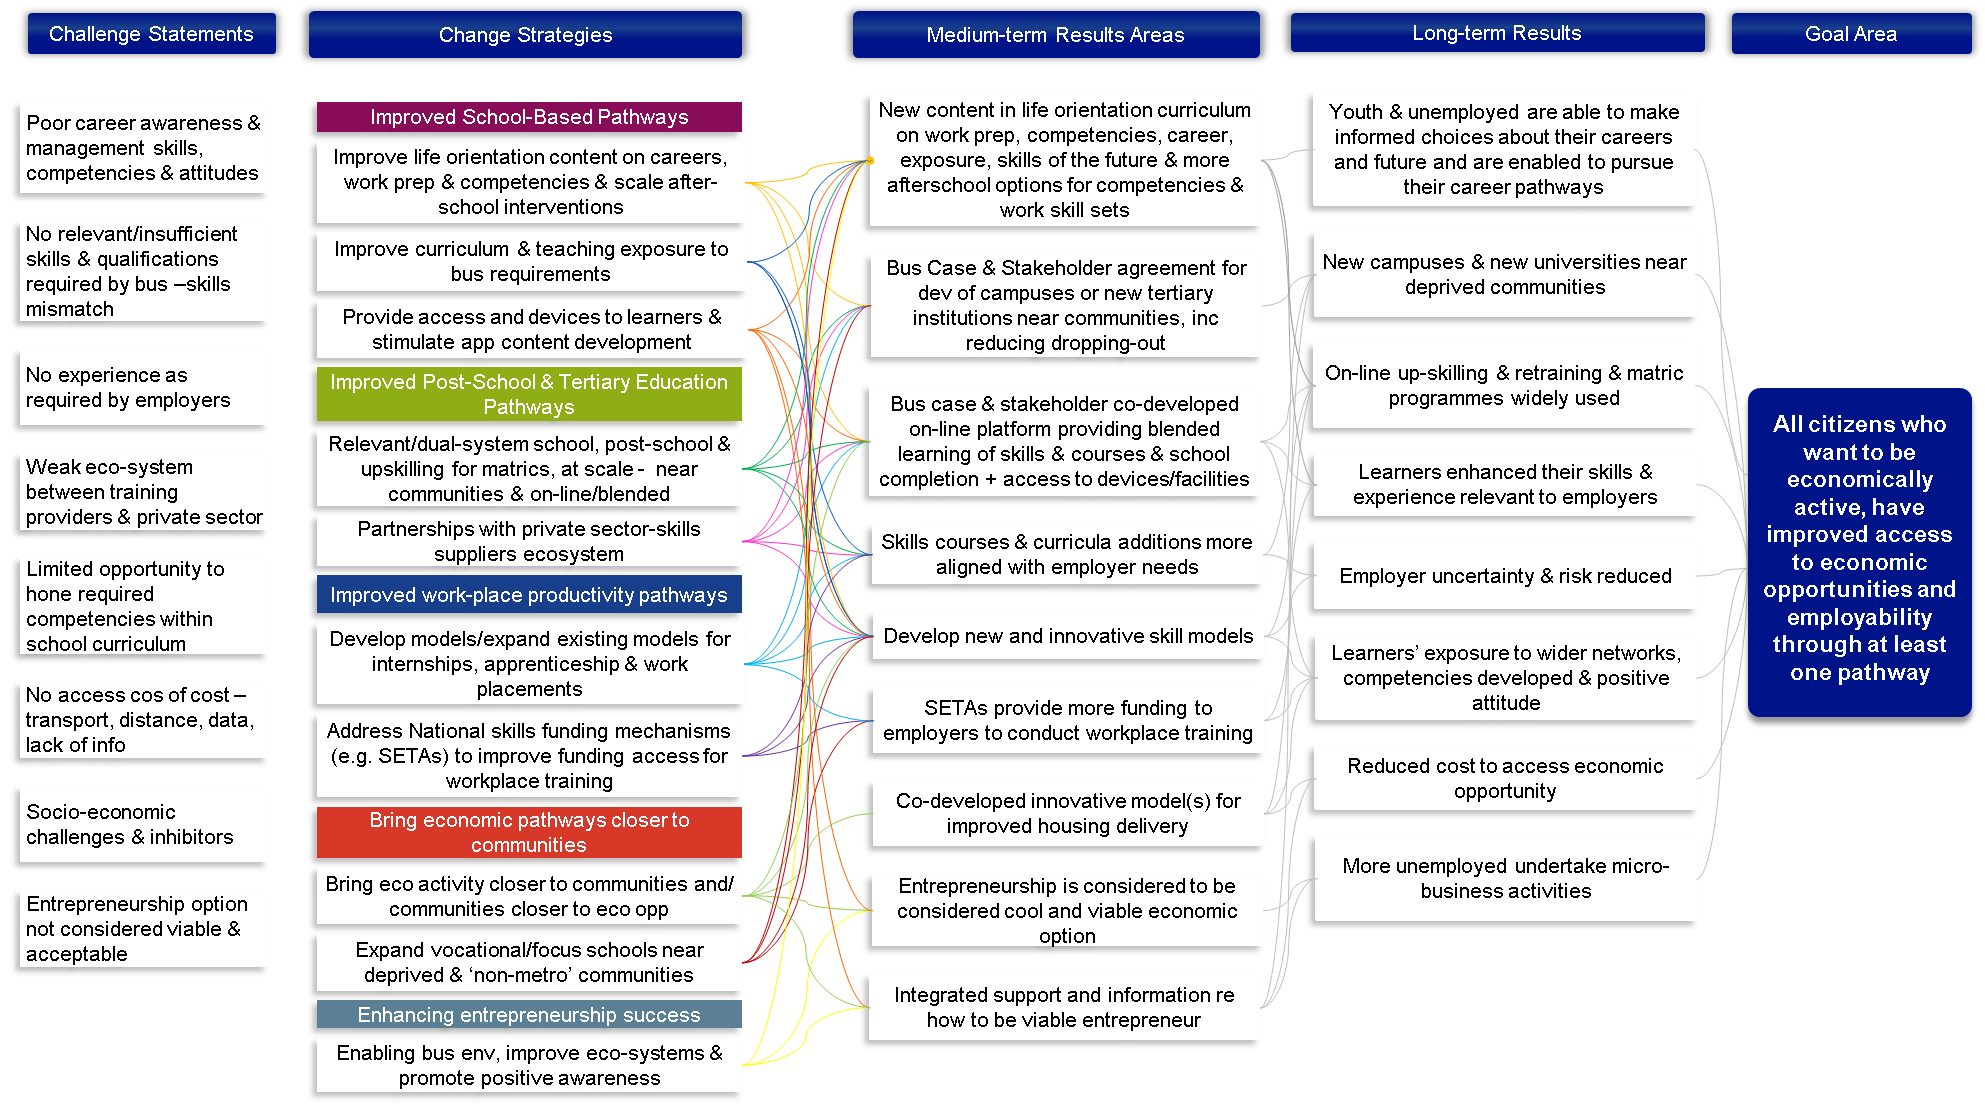 Challenge Statements
Change Strategies
Medium-term Results Areas
Long-term Results
Goal Area
Poor career awareness &
management skills,
competencies & attitudes
No relevant/insufficient
skills & qualifications
required by bus –skills
mismatch
No experience as
required by employers
Weak eco-system
between training
providers & private sector
Limited opportunity to
hone required
competencies within
school curriculum
No access cos of cost –
transport, distance, data,
lack of info
Socio-economic
challenges & inhibitors
Entrepreneurship option
not considered viable &
acceptable
Improved School-Based Pathways
Improve life orientation content on careers,
work prep & competencies & scale after-
school interventions
Improve curriculum & teaching exposure to
bus requirements
Provide access and devices to learners &
stimulate app content development
Improved Post-School & Tertiary Education
Pathways
Relevant/dual-system school, post-school &
upskilling for matrics, at scale - near
communities & on-line/blended
Partnerships with private sector-skills
suppliers ecosystem
Improved work-place productivity pathways
Develop models/expand existing models for
internships, apprenticeship & work
placements
Address National skills funding mechanisms
(e.g. SETAs) to improve funding access for
workplace training
Bring economic pathways closer to
communities
Bring eco activity closer to communities and/
communities closer to eco opp
Expand vocational/focus schools near
deprived & ‘non-metro’ communities
Enhancing entrepreneurship success
Enabling bus env, improve eco-systems &
promote positive awareness
New content in life orientation curriculum
on work prep, competencies, career,
exposure, skills of the future & more
afterschool options for competencies &
work skill sets
Bus Case & Stakeholder agreement for
dev of campuses or new tertiary
institutions near communities, inc
reducing dropping-out
Bus case & stakeholder co-developed
on-line platform providing blended
learning of skills & courses & school
completion + access to devices/facilities
Skills courses & curricula additions more
aligned with employer needs
Develop new and innovative skill models
SETAs provide more funding to
employers to conduct workplace training
Co-developed innovative model(s) for
improved housing delivery
Entrepreneurship is considered to be
considered cool and viable economic
option
Integrated support and information re
how to be viable entrepreneur
Youth & unemployed are able to make
informed choices about their careers
and future and are enabled to pursue
their career pathways
New campuses & new universities near
deprived communities
On-line up-skilling & retraining & matric
programmes widely used
Learners enhanced their skills &
experience relevant to employers
Employer uncertainty & risk reduced
Learners’ exposure to wider networks,
competencies developed & positive
attitude
Reduced cost to access economic
opportunity
More unemployed undertake micro-
business activities
All citizens who
want to be
economically
active, have
improved access
to economic
opportunities and
employability
through at least
one pathway